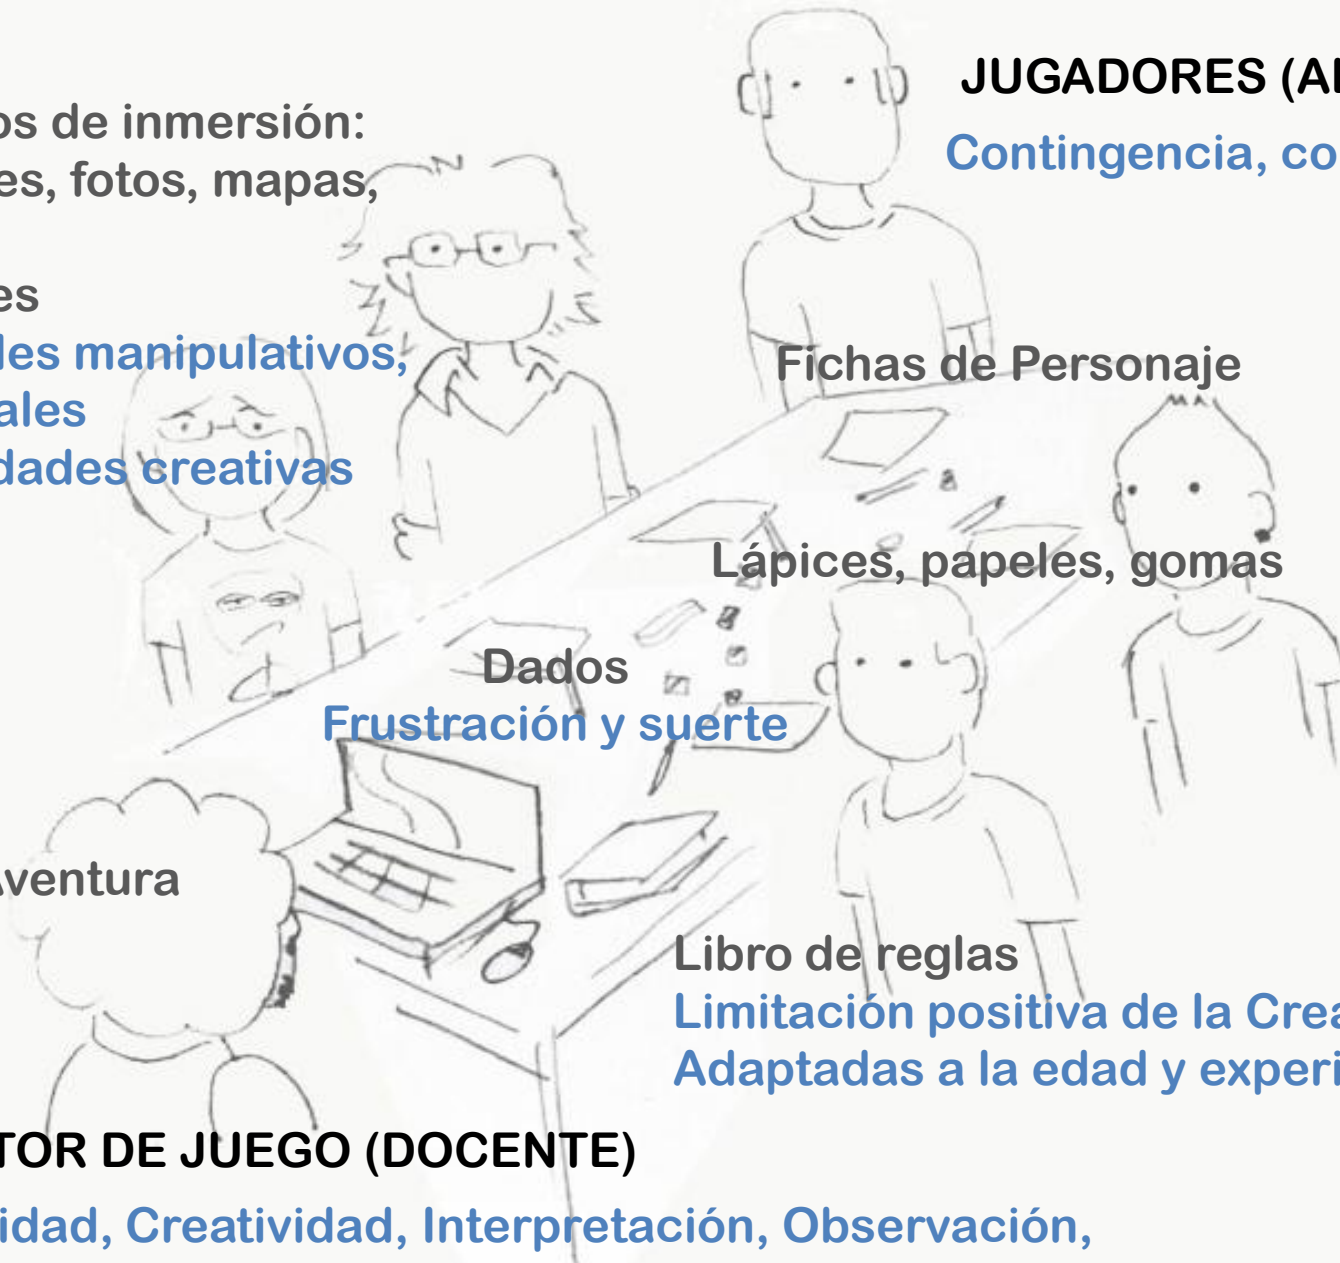 JUGADORES (A
Contingencia, co
os de inmersión:
es, fotos, mapas,
es
les manipulativos,
ales
dades creativas
Fichas de Personaje
Lápices, papeles, gomas
Dados
Frustración y suerte
Aventura
Libro de reglas
Limitación positiva de la Crea
Adaptadas a la edad y experi
TOR DE JUEGO (DOCENTE)
idad, Creatividad, Interpretación, Observación,